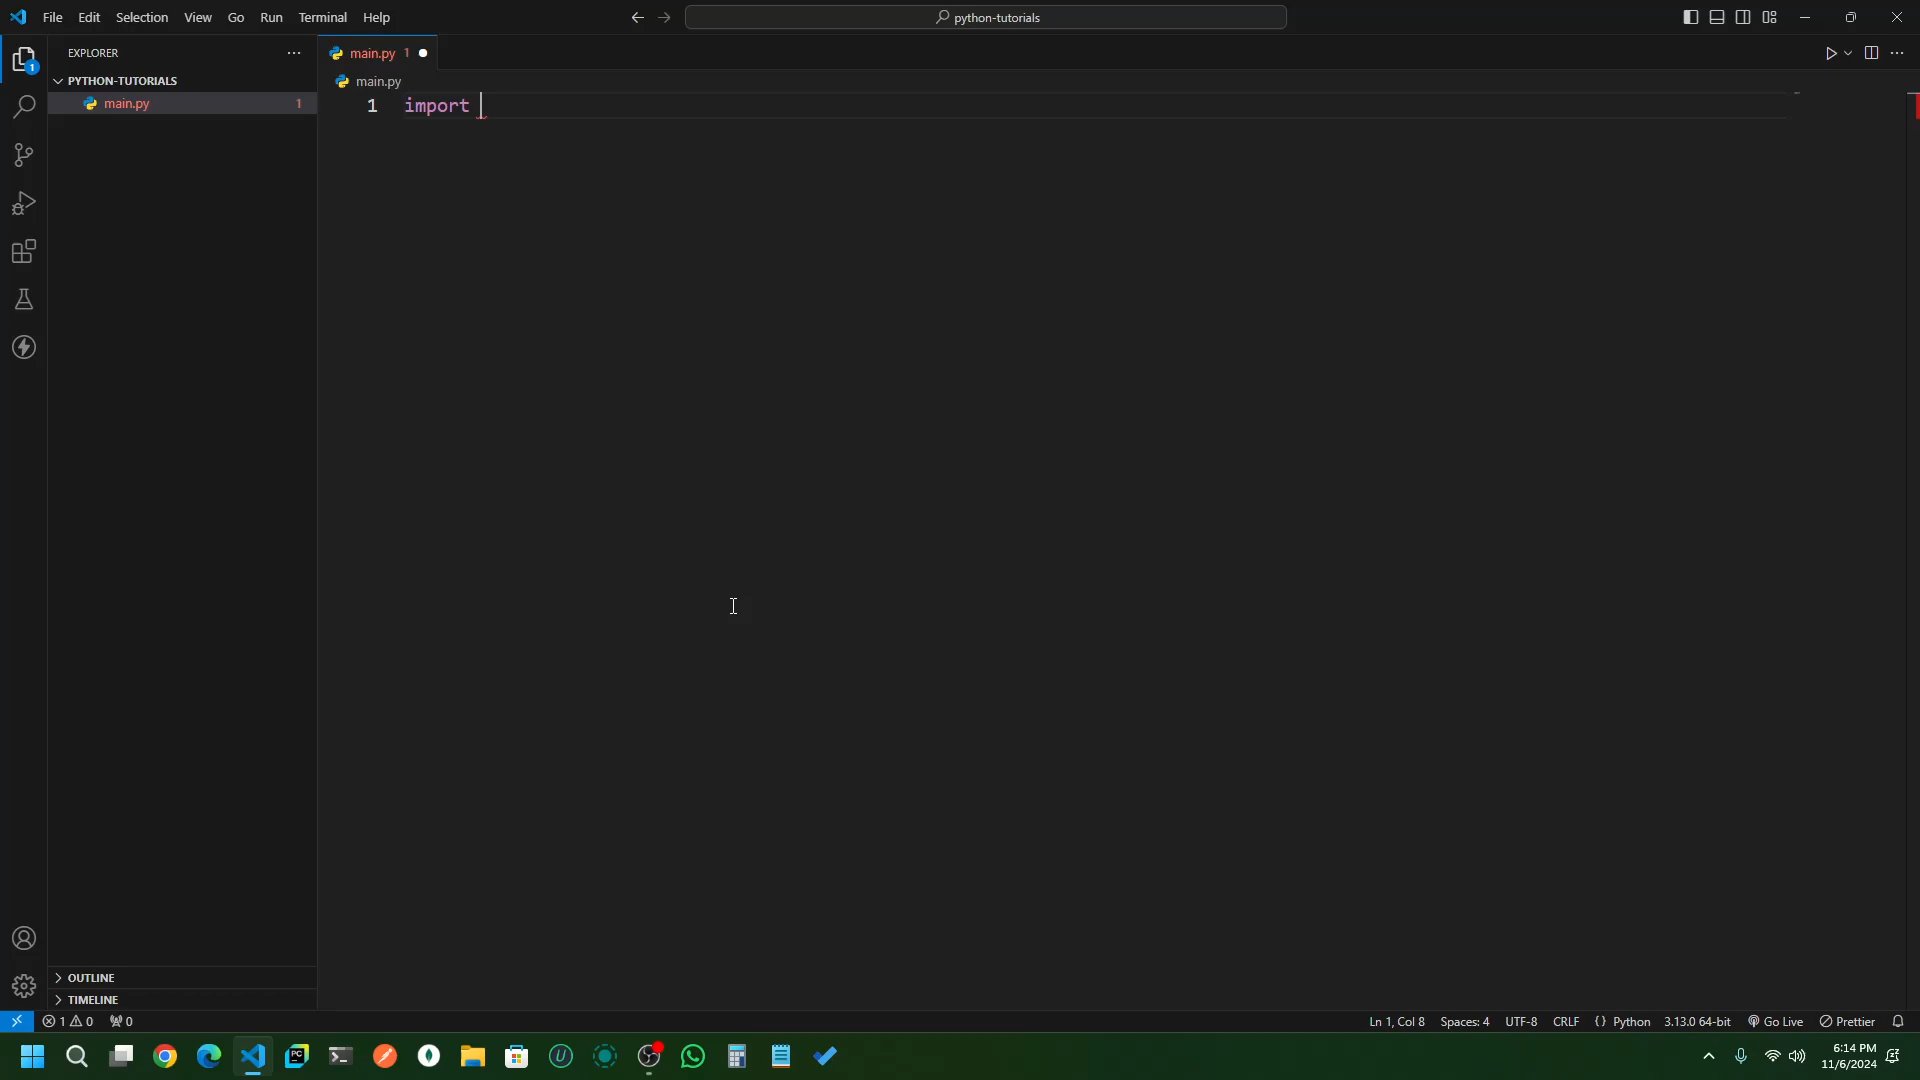 File Edit Selection View Go Run Terminal Help
python-tutorials
EXPLORER
main.py 1
PYTHON-TUTORIALS
main.py
main.py 1
1 import
1
OUTLINE
TIMELINE
1 0 0
Ln 1, Col 8 Spaces: 4 UTF-8 CRLF {} Python 3.13.0 64-bit Go Live Prettier
PC
U
6:14 PM
11/6/2024